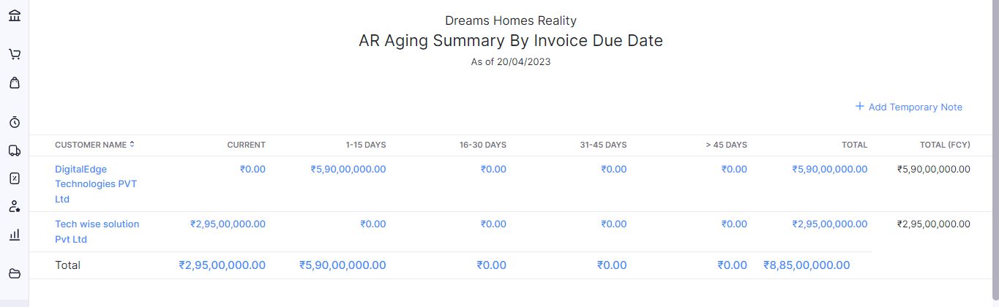 Dreams Homes Reality
AR Aging Summary By Invoice Due Date
As of 20/04/2023
+ Add Temporary Note
CUSTOMER NAME CURRENT 1-15 DAYS 16-30 DAYS 31-45 DAYS > 45 DAYS TOTAL TOTAL (FCY)
DigitalEdge ₹0.00 ₹5,90,00,000.00 ₹0.00 ₹0.00 ₹0.00 ₹5,90,00,000.00 ₹5,90,00,000.00
Technologies PVT
Ltd
Tech wise solution ₹2,95,00,000.00 ₹0.00 ₹0.00 ₹0.00 ₹0.00 ₹2,95,00,000.00 ₹2,95,00,000.00
Pvt Ltd
Total ₹2,95,00,000.00 ₹5,90,00,000.00 ₹0.00 ₹0.00 ₹0.00 ₹8,85,00,000.00